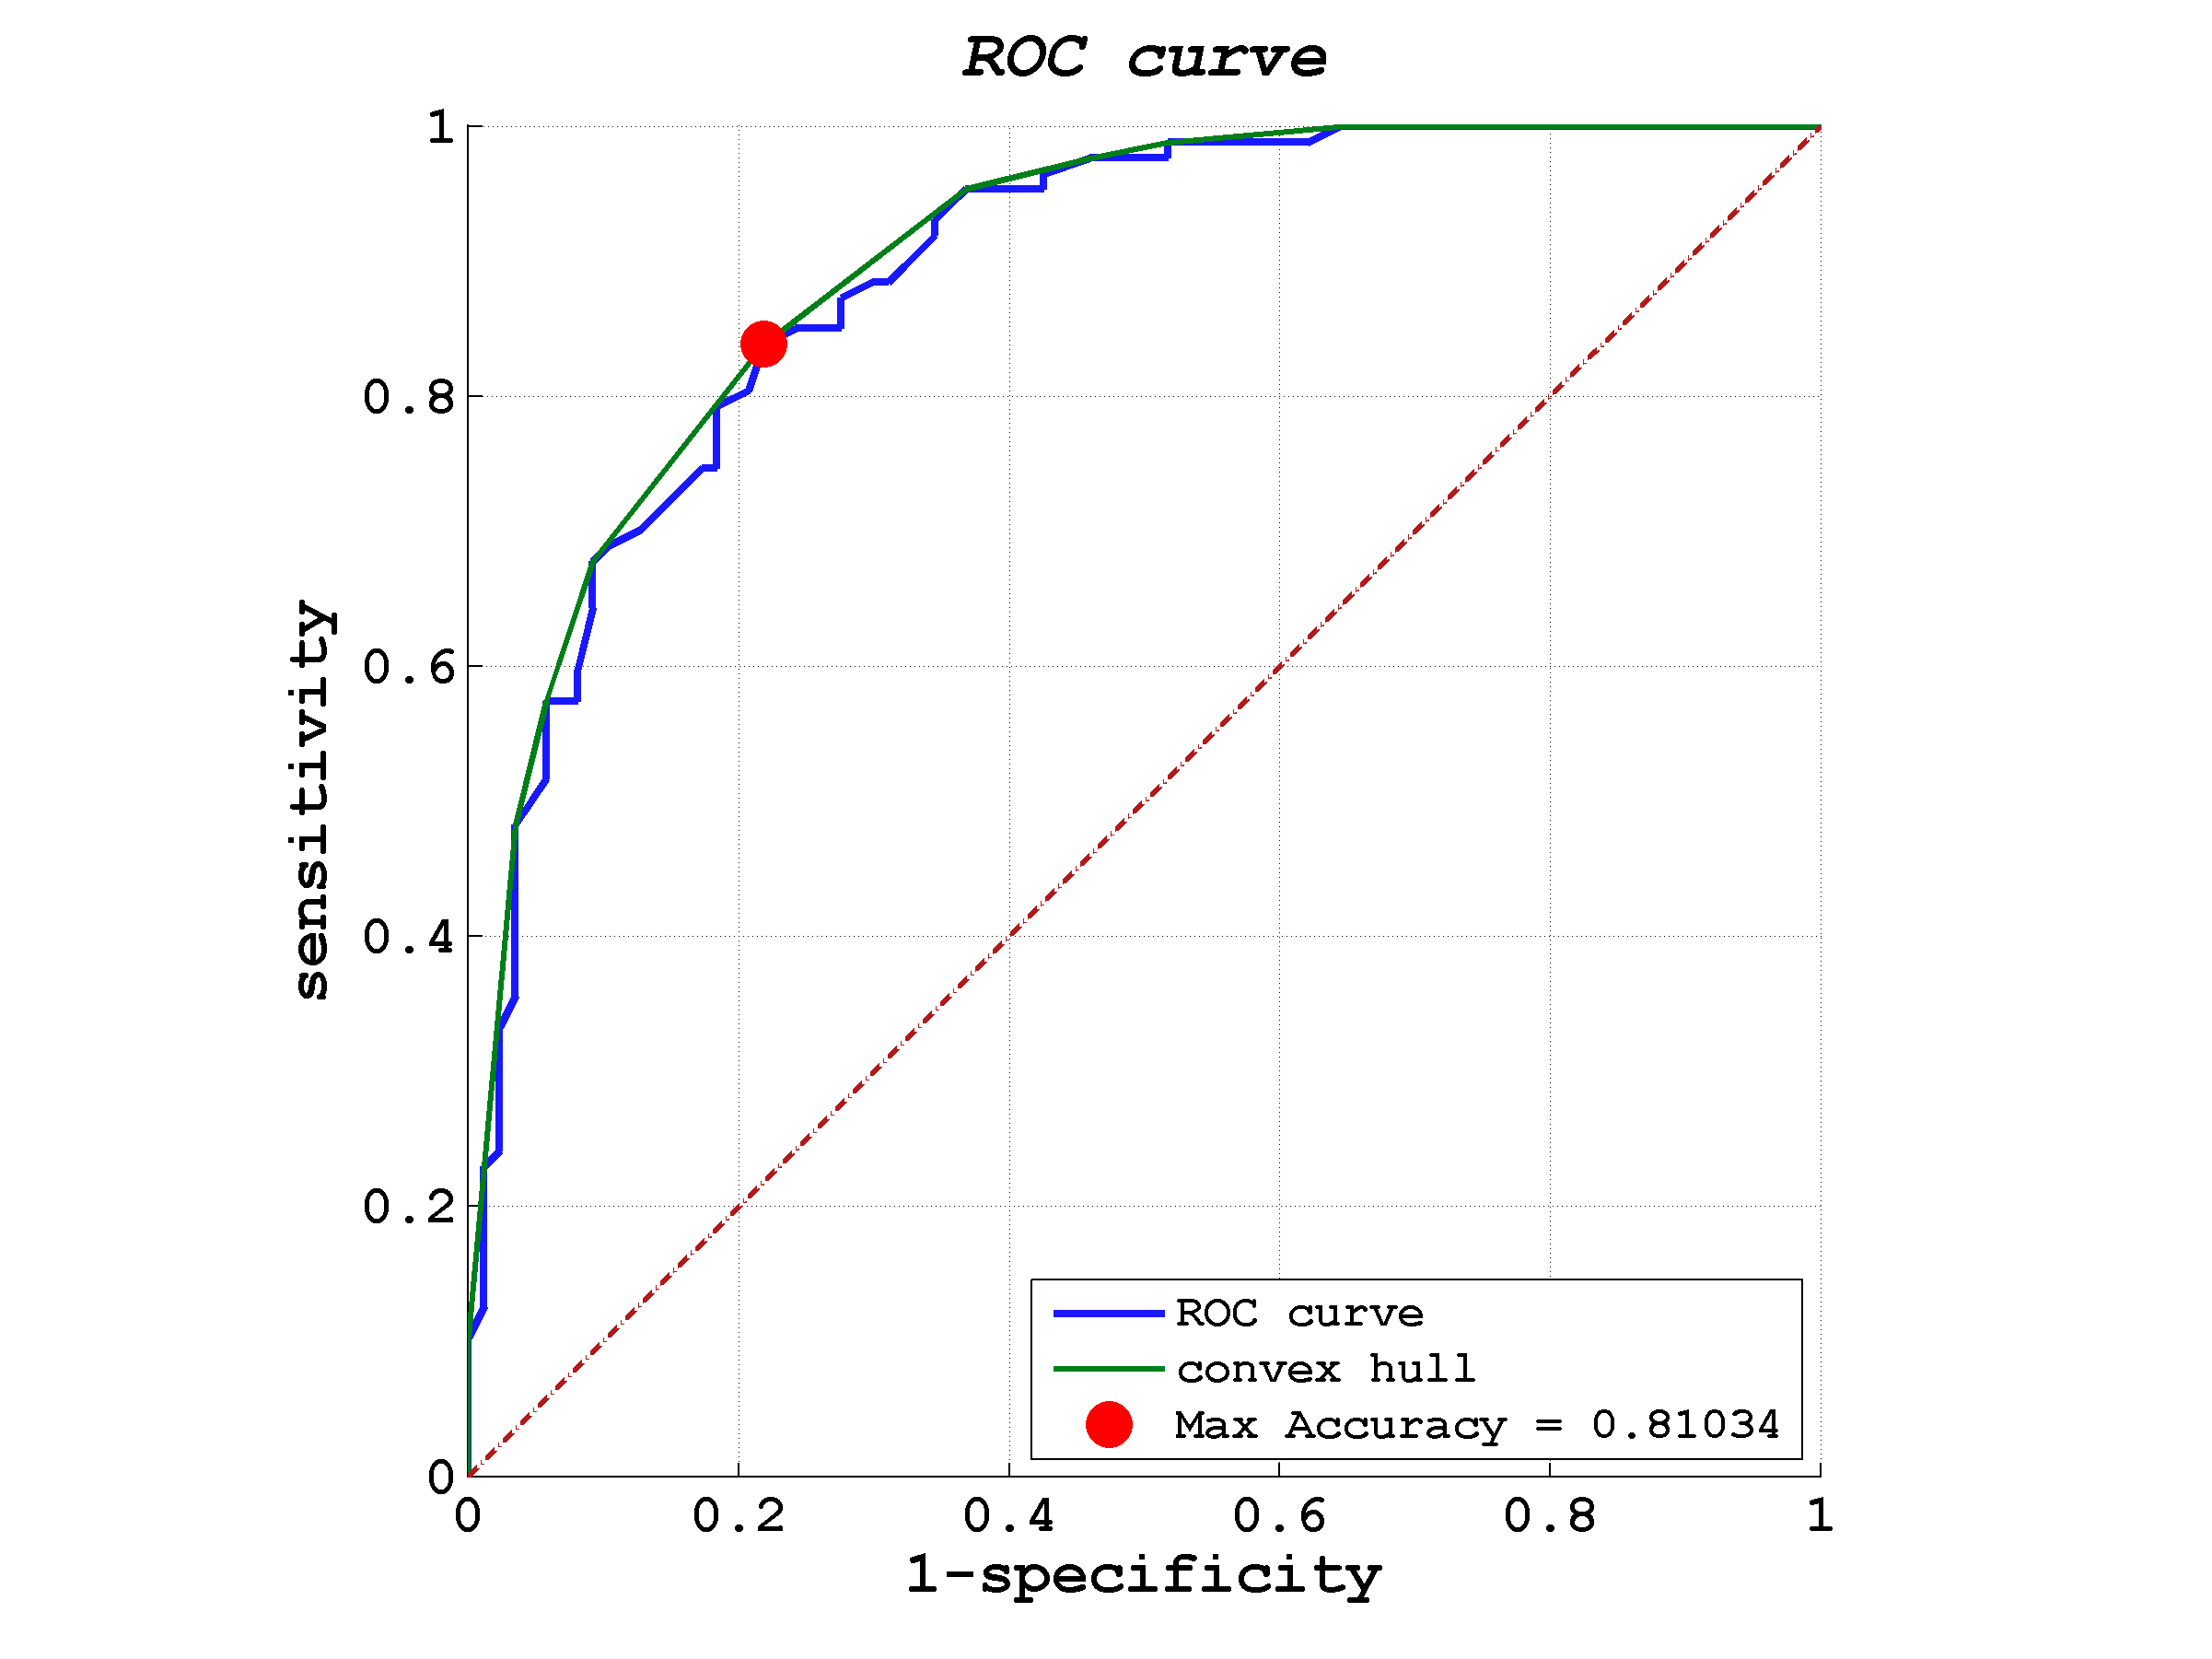 ROC curve
1
0.8
0.6
0.4
0.2
0
sensitivity
0 0.2 0.4 0.6 0.8 1
1-specificity
ROC curve
convex hull
Max Accuracy = 0.81034